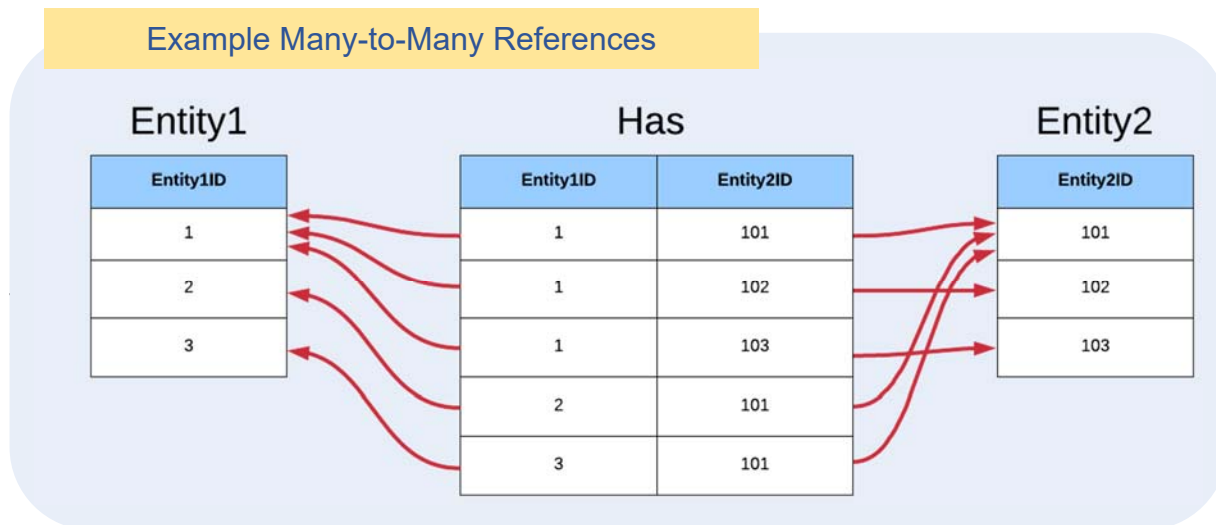 Example Many-to-Many References
Entity1 Has Entity2
Entity1ID Entity1ID Entity2ID Entity2ID
1 1 101 101
2 1 102 102
3 1 103 103
2 101
3 101